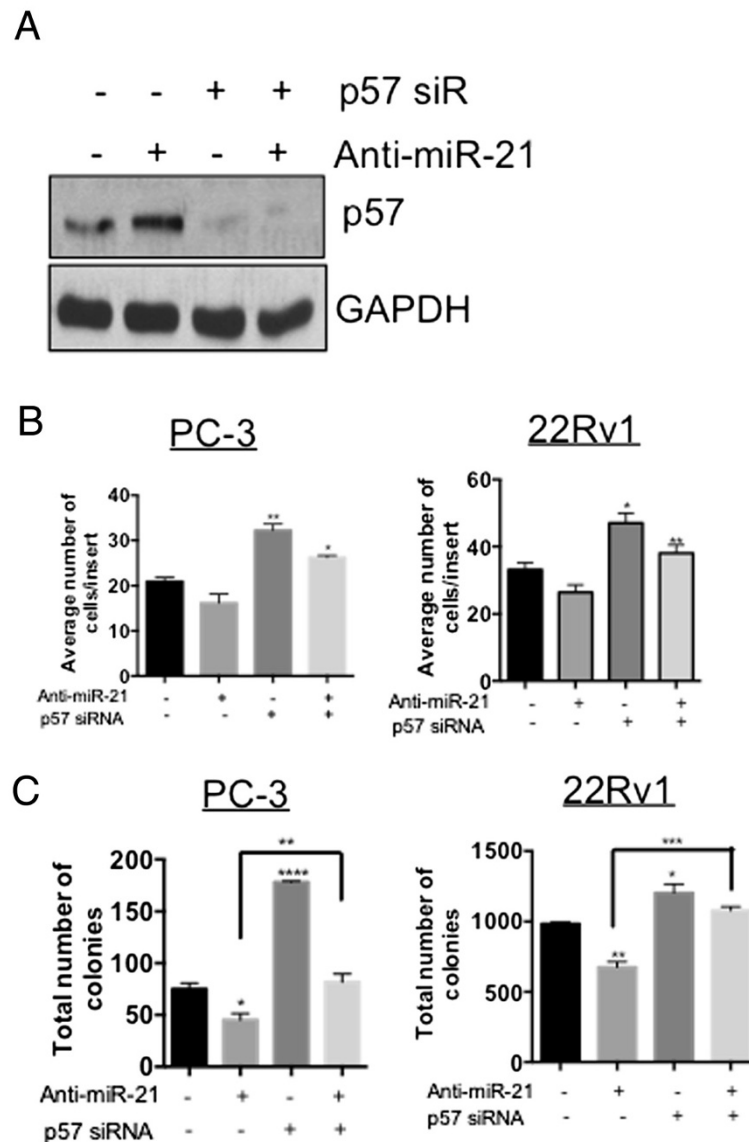 A
- - + + p57 siR
- + - + Anti-miR-21
p57
GAPDH
B
PC-3
Average number of
cells/insert
40
30
20
10
0
**
*
Anti-miR-21 - + - +
p57 siRNA - - + +
22Rv1
Average number of
cells/insert
60
40
20
0
*
**
Anti-miR-21 - + - +
p57 siRNA - - + +
C
PC-3
Total number of
colonies
200
150
100
50
0
**
****
*
Anti-miR-21 - + - +
p57 siRNA - - + +
22Rv1
Total number of
colonies
1500
1000
500
0
***
*
**
Anti-miR-21 - + - +
p57 siRNA - - + +